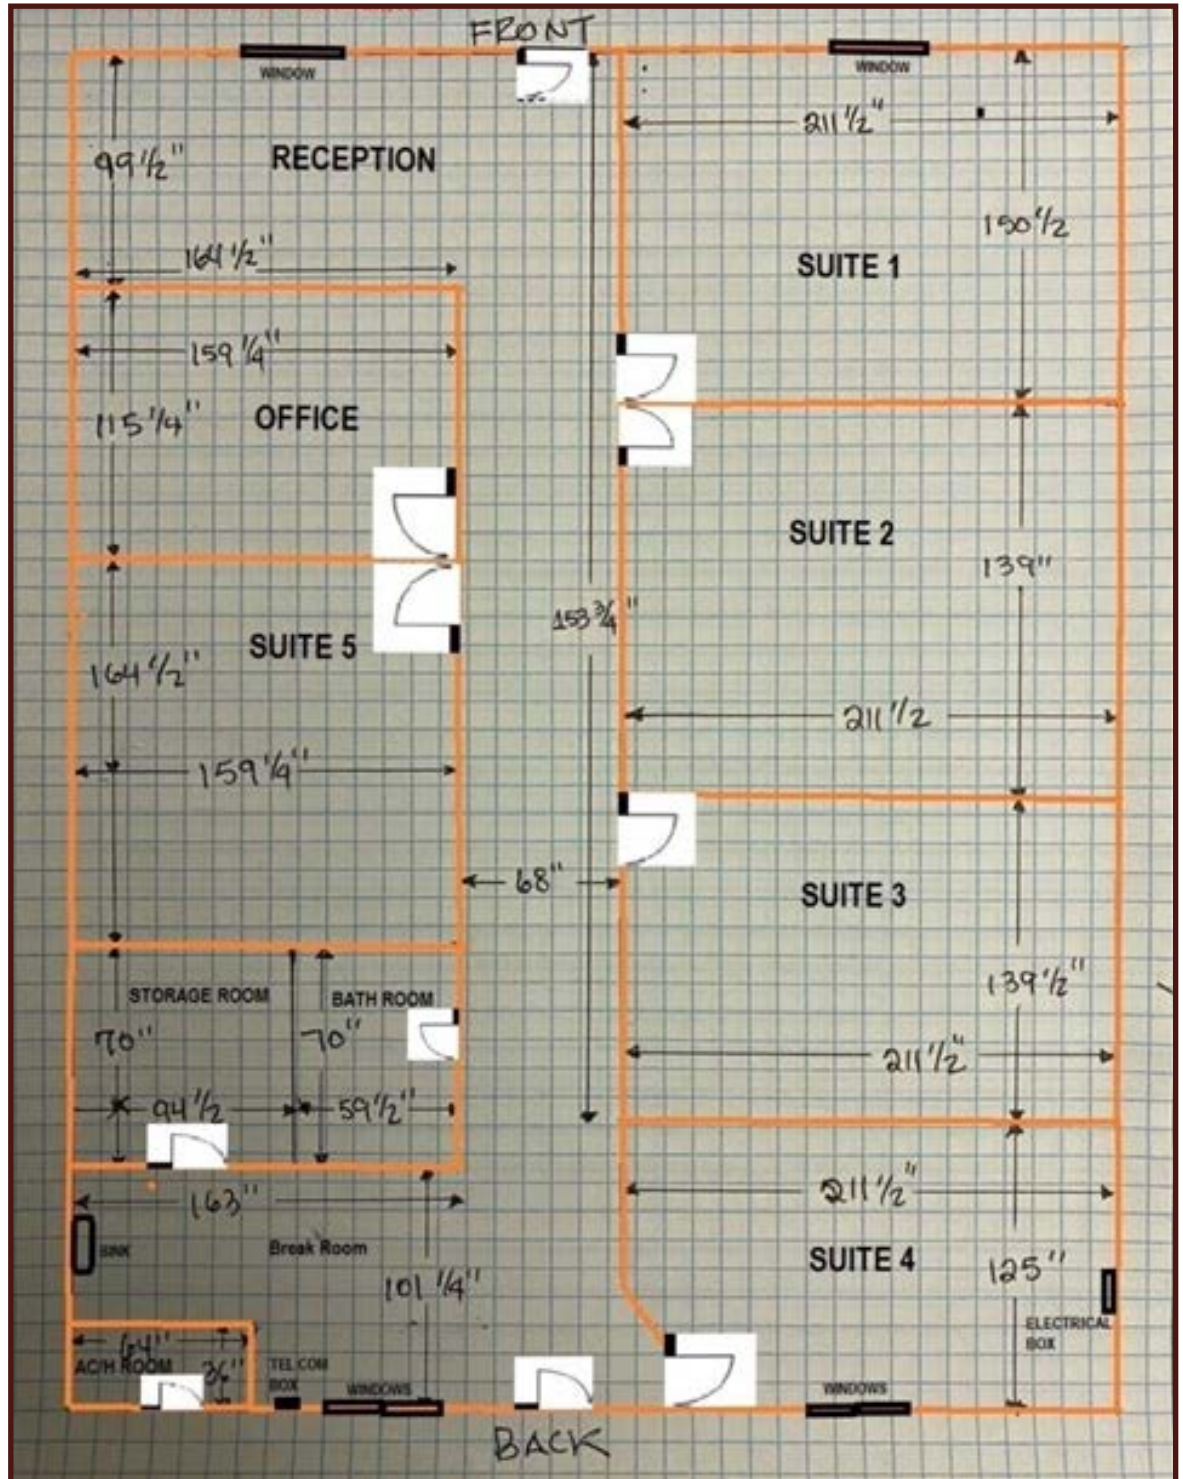 FRONT
WINDOW
WINDOW
211 1/2"
99 1/2"
RECEPTION
150 1/2
164 1/2"
SUITE 1
159 1/4"
115 1/4"
OFFICE
SUITE 2
139"
153 3/4"
SUITE 5
164 1/2"
211 1/2
159 1/4"
68"
SUITE 3
139 1/2"
STORAGE ROOM
BATH ROOM
70"
70"
211 1/2"
94 1/2
59 1/2"
163"
211 1/2"
SINK
Break Room
SUITE 4
125"
101 1/4"
ELECTRICAL
BOX
64"
AC/H ROOM
36"
TEL COM
BOX
WINDOWS
WINDOWS
BACK